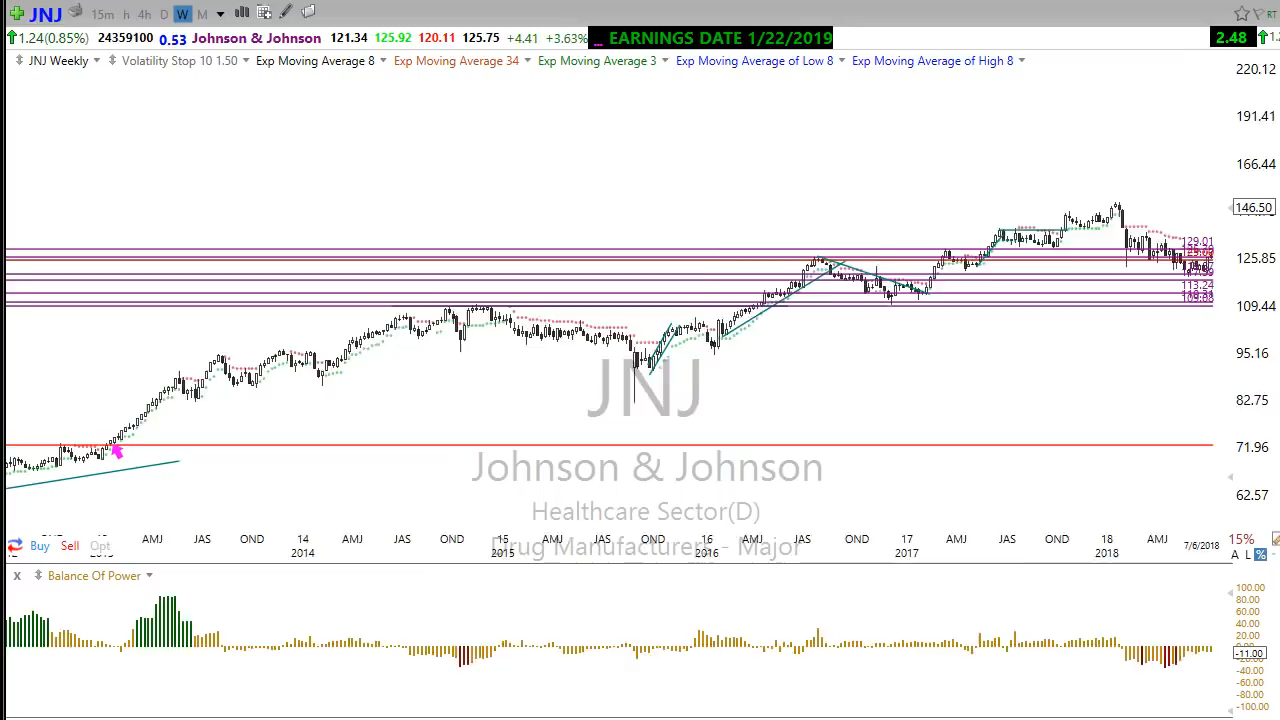 JNJ 15m h 4h D W M RT
1.24(0.85%) 24359100 0.53 Johnson & Johnson 121.34 125.92 120.11 125.75 +4.41 +3.63% EARNINGS DATE 1/22/2019 2.48
JNJ Weekly Volatility Stop 10 1.50 Exp Moving Average 8 Exp Moving Average 34 Exp Moving Average 3 Exp Moving Average of Low 8 Exp Moving Average of High 8
220.12
191.41
166.44
146.50
129.01
125.85
113.24
109.44
95.16
82.75
71.96
62.57
JNJ
Johnson & Johnson
Healthcare Sector(D)
Drug Manufacturers - Major
AMJ JAS OND 14 AMJ JAS OND AMJ JAS OND 16 AMJ JAS OND 17 AMJ JAS OND 18 AMJ 15%
2013 2014 2015 2016 2017 2018 7/6/2018
Buy Sell Opt
A L %
X Balance Of Power
100.00
80.00
60.00
40.00
20.00
-11.00
-40.00
-60.00
-80.00
-100.00